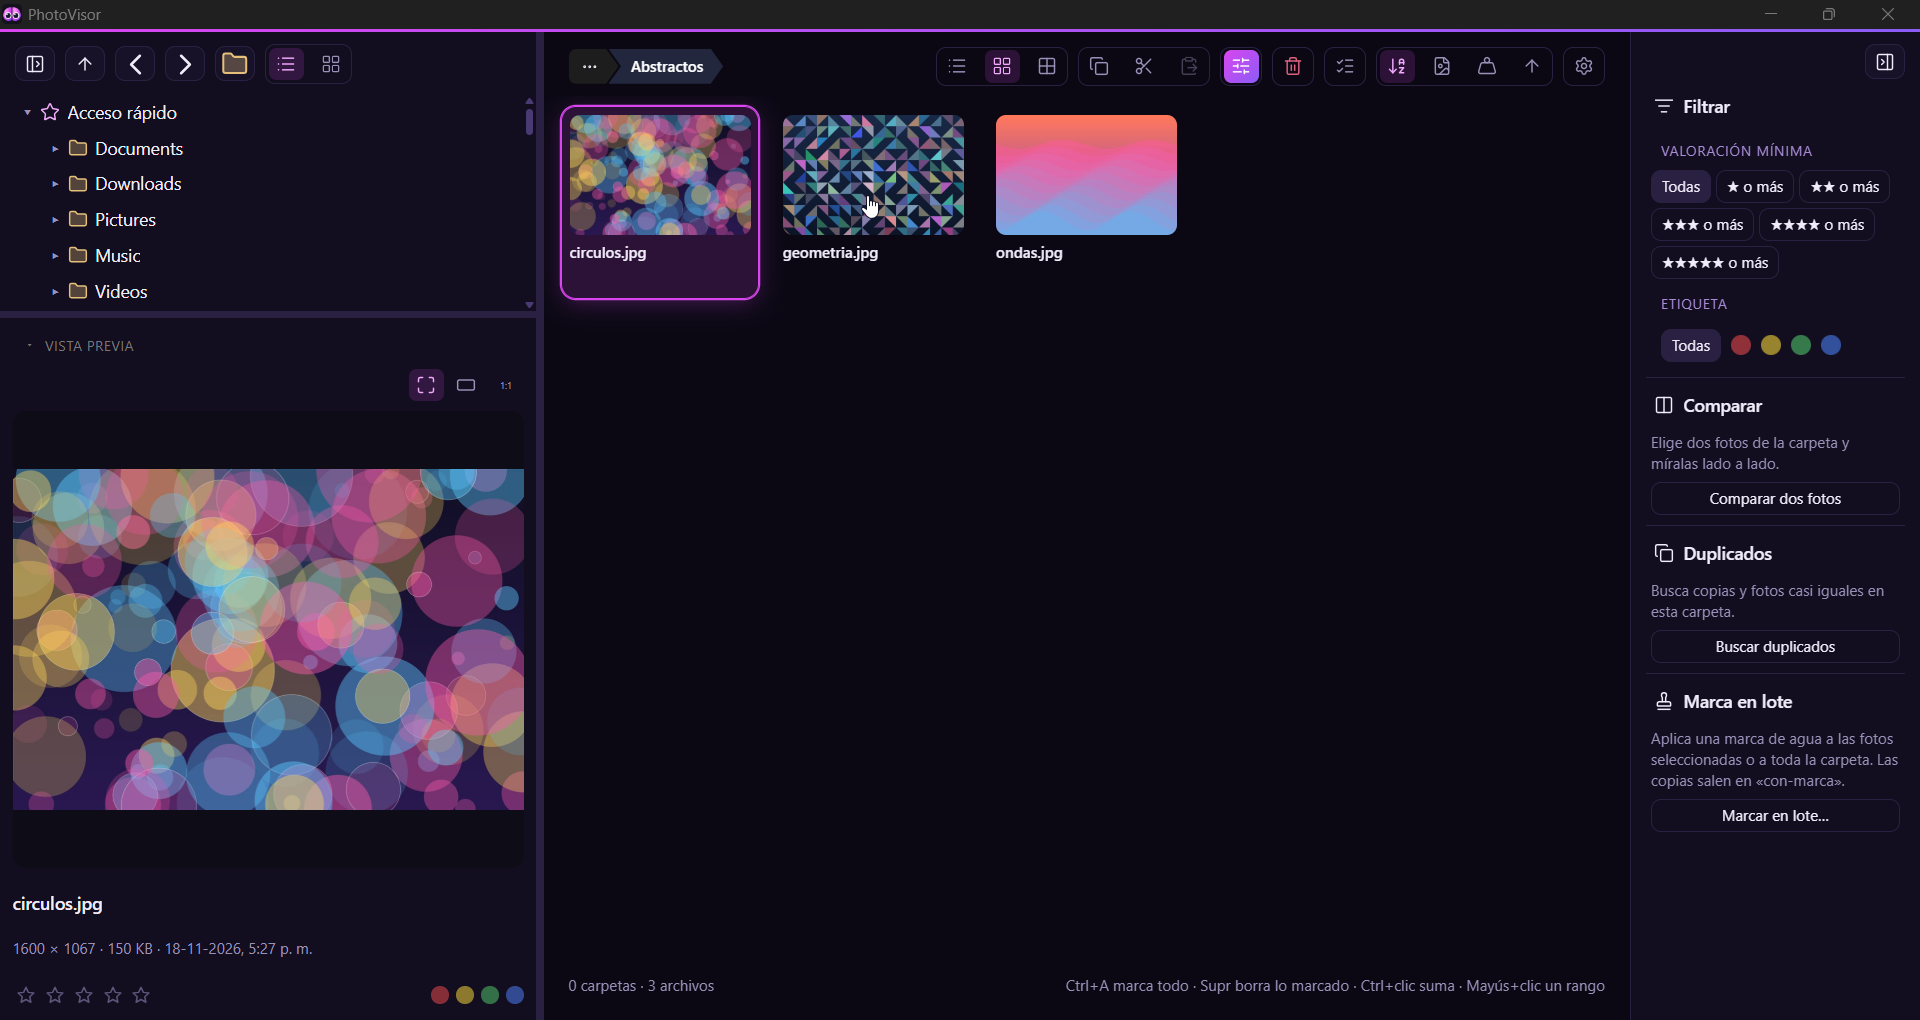 PhotoVisor
Acceso rápido
Documents
Downloads
Pictures
Music
Videos
VISTA PREVIA
1:1
circulos.jpg
1600 × 1067 · 150 KB · 18-11-2026, 5:27 p. m.
··· Abstractos
circulos.jpg
geometria.jpg
ondas.jpg
0 carpetas · 3 archivos
Ctrl+A marca todo · Supr borra lo marcado · Ctrl+clic suma · Mayús+clic un rango
Filtrar
VALORACIÓN MÍNIMA
Todas ★ o más ★★ o más
★★★ o más ★★★★ o más
★★★★★ o más
ETIQUETA
Todas
Comparar
Elige dos fotos de la carpeta y
míralas lado a lado.
Comparar dos fotos
Duplicados
Busca copias y fotos casi iguales en
esta carpeta.
Buscar duplicados
Marca en lote
Aplica una marca de agua a las fotos
seleccionadas o a toda la carpeta. Las
copias salen en «con-marca».
Marcar en lote...